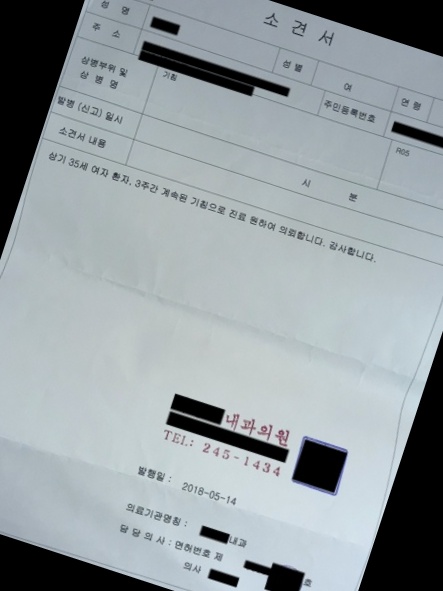 소 견 서
성 명
성 별
여
연 령
주 소
주민등록번호
상병부위 및
상 병 명
기침
R05
발병 (신고) 일시
시
분
소견서 내용
상기 35세 여자 환자, 3주간 계속된 기침으로 진료 원하여 의뢰합니다. 감사합니다.
내과의원
TEL: 245-1434
발행일 : 2018-05-14
의료기관명칭 : 내과
담 당 의 사 : 면허번호 제 호
의사